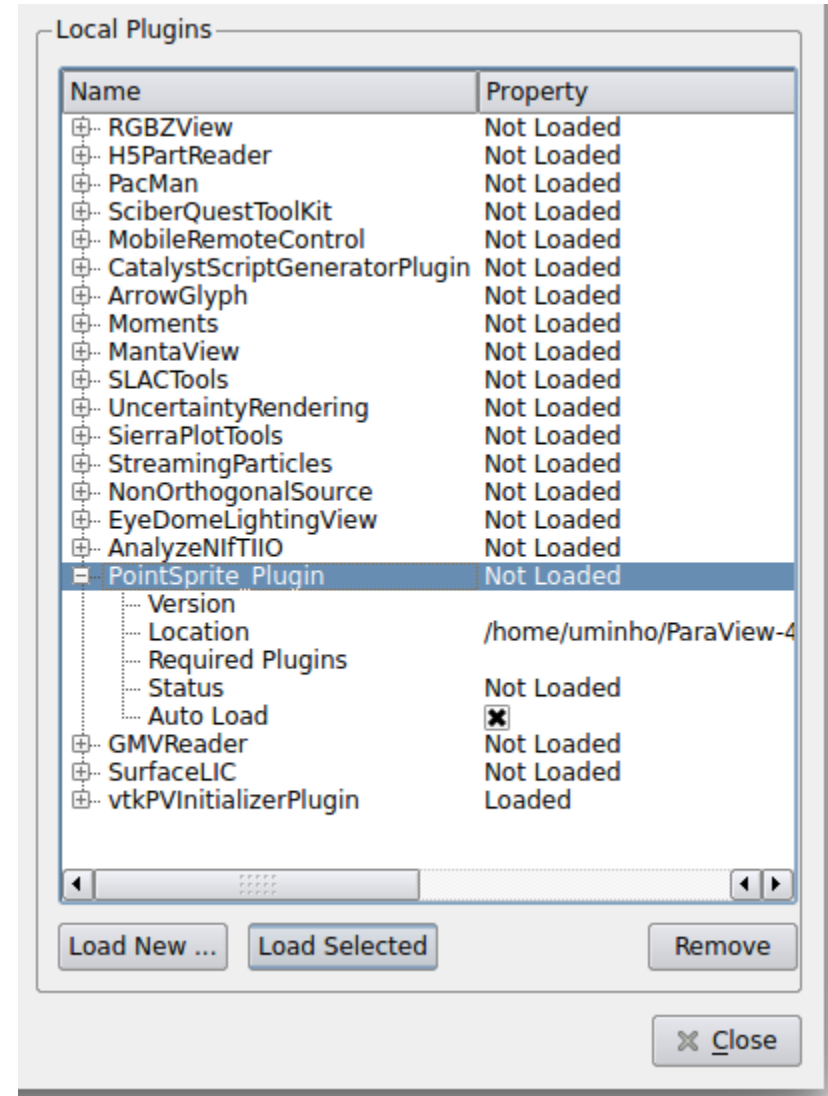 Local Plugins
Name Property
RGBZView Not Loaded
H5PartReader Not Loaded
PacMan Not Loaded
SciberQuestToolKit Not Loaded
MobileRemoteControl Not Loaded
CatalystScriptGeneratorPlugin Not Loaded
ArrowGlyph Not Loaded
Moments Not Loaded
MantaView Not Loaded
SLACTools Not Loaded
UncertaintyRendering Not Loaded
SierraPlotTools Not Loaded
StreamingParticles Not Loaded
NonOrthogonalSource Not Loaded
EyeDomeLightingView Not Loaded
AnalyzeNIfTIIO Not Loaded
PointSprite_Plugin Not Loaded
Version
Location /home/uminho/ParaView-4
Required Plugins
Status Not Loaded
Auto Load
GMVReader Not Loaded
SurfaceLIC Not Loaded
vtkPVInitializerPlugin Loaded
Load New ... Load Selected Remove
Close